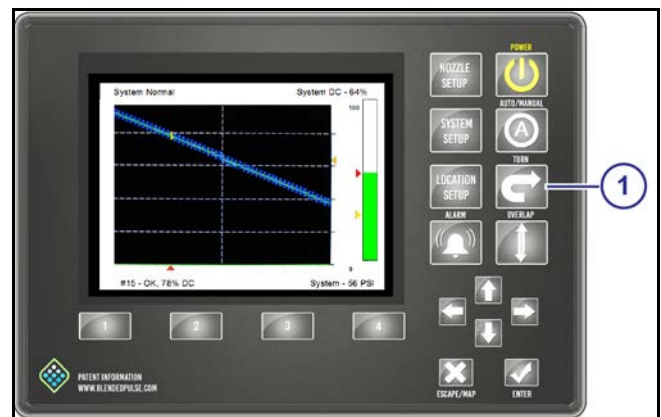 System Normal
System DC - 64%
100
0
#15 - OK, 78% DC
System - 56 PSI
1
2
3
4
PATENT INFORMATION
WWW.BLENDEDPULSE.COM
POWER
NOZZLE
SETUP
AUTO/MANUAL
SYSTEM
SETUP
A
TURN
LOCATION
SETUP
1
ALARM
OVERLAP
ESCAPE/MAP
ENTER